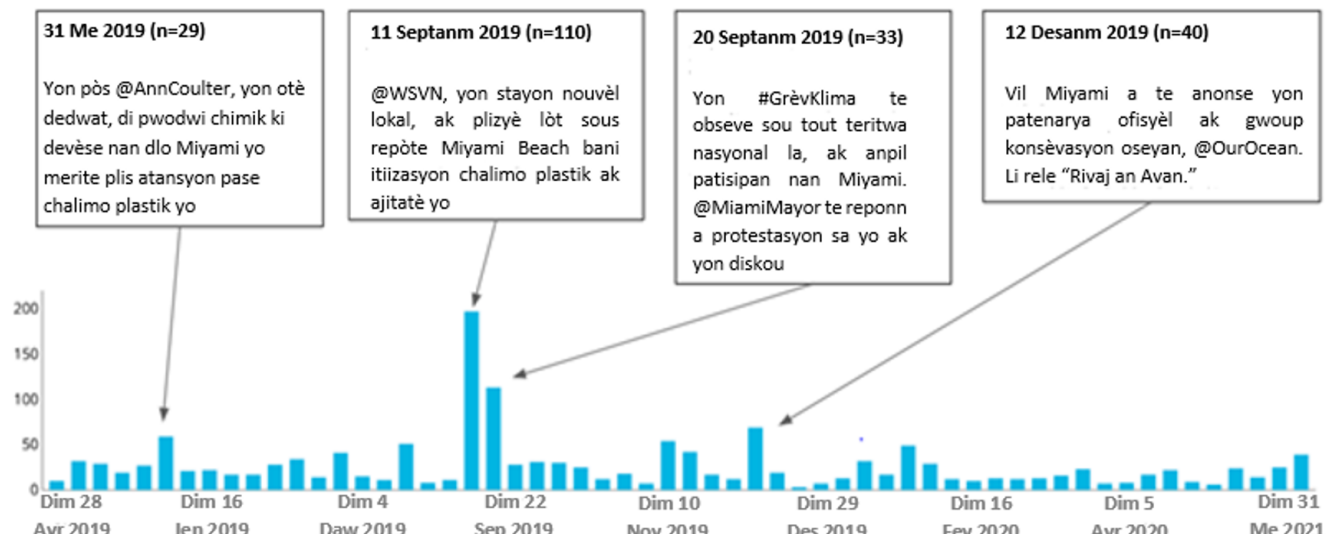 31 Me 2019 (n=29)
Yon pòs @AnnCoulter, yon otè
dedwat, di pwodwi chimik ki
devèse nan dlo Miyami yo
merite plis atansyon pase
chalimo plastik yo
11 Septanm 2019 (n=110)
@WSVN, yon stayon nouvèl
lokal, ak plizyè lòt sous
repòte Miyami Beach bani
itiizasyon chalimo plastik ak
ajitatè yo
20 Septanm 2019 (n=33)
Yon #GrèvKlima te
obseve sou tout teritwa
nasyonal la, ak anpil
patisipan nan Miyami.
@MiamiMayor te reponn
a protestasyon sa yo ak
yon diskou
12 Desanm 2019 (n=40)
Vil Miyami a te anonse yon
patenarya ofisyèl ak gwoup
konsèvasyon oseyan, @OurOcean.
Li rele “Rivaj an Avan.”
200
150
100
50
0
Dim 28 Dim 16 Dim 4 Dim 22 Dim 10 Dim 29 Dim 16 Dim 5 Dim 31
Avr 2019 Jen 2019 Daw 2019 Sep 2019 Nov 2019 Des 2019 Fev 2020 Avr 2020 Me 2021